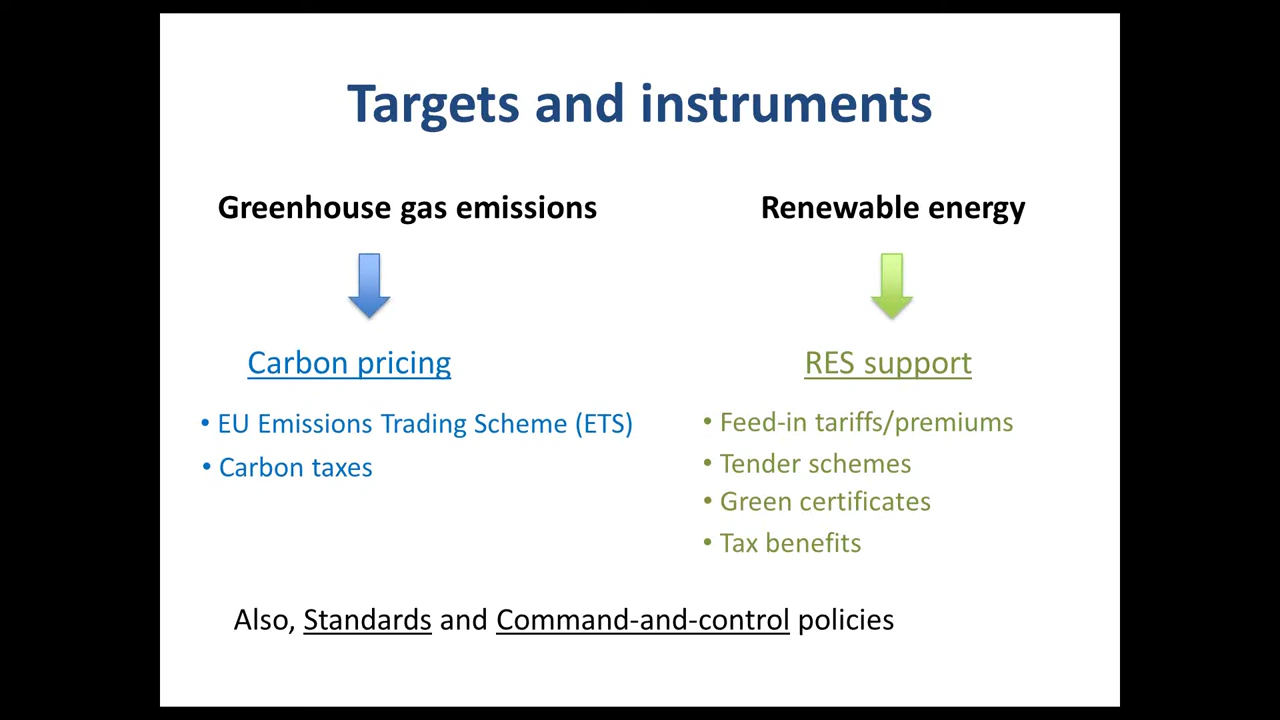 Targets and instruments
Greenhouse gas emissions
Renewable energy
Carbon pricing
• EU Emissions Trading Scheme (ETS)
• Carbon taxes
RES support
• Feed-in tariffs/premiums
• Tender schemes
• Green certificates
• Tax benefits
Also, Standards and Command-and-control policies